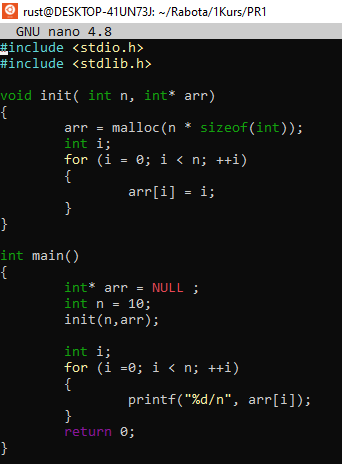 rust@DESKTOP-41UN73J: ~/Rabota/1Kurs/PR1
GNU nano 4.8
#include <stdio.h>
#include <stdlib.h>
void init( int n, int* arr)
{
arr = malloc(n * sizeof(int));
int i;
for (i = 0; i < n; ++i)
{
arr[i] = i;
}
}
int main()
{
int* arr = NULL ;
int n = 10;
init(n,arr);
int i;
for (i =0; i < n; ++i)
{
printf("%d/n", arr[i]);
}
return 0;
}